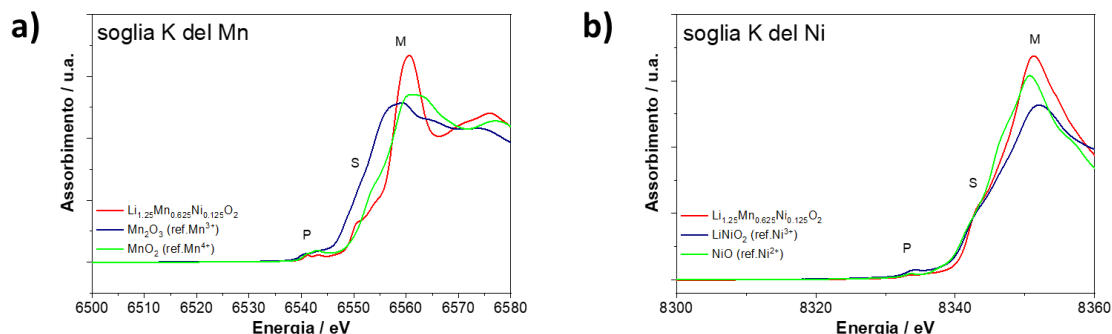 a)
soglia K del Mn
M
S
P
Li1.25Mn0.625Ni0.125O2
Mn2O3 (ref.Mn3+)
MnO2 (ref.Mn4+)
Assorbimento / u.a.
6500 6510 6520 6530 6540 6550 6560 6570 6580
Energia / eV
b)
soglia K del Ni
M
S
P
Li1.25Mn0.625Ni0.125O2
LiNiO2 (ref.Ni3+)
NiO (ref.Ni2+)
Assorbimento / u.a.
8300 8320 8340 8360
Energia / eV